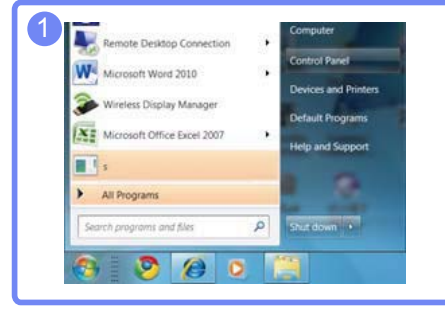 1
Remote Desktop Connection
Microsoft Word 2010
Wireless Display Manager
Microsoft Office Excel 2007
s
All Programs
Search programs and files
Computer
Control Panel
Devices and Printers
Default Programs
Help and Support
Shut down